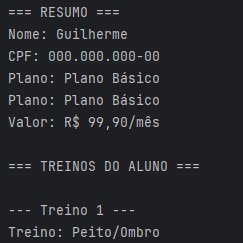 === RESUMO ===
Nome: Guilherme
CPF: 000.000.000-00
Plano: Plano Básico
Plano: Plano Básico
Valor: R$ 99,90/mês
=== TREINOS DO ALUNO ===
--- Treino 1 ---
Treino: Peito/Ombro